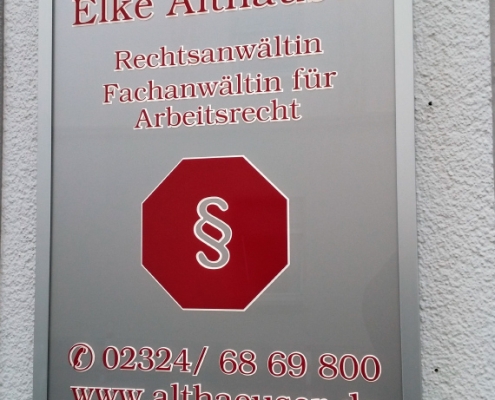 Elke
Rechtsanwältin
Fachanwältin für
Arbeitsrecht
§
✆ 02324/ 68 69 800